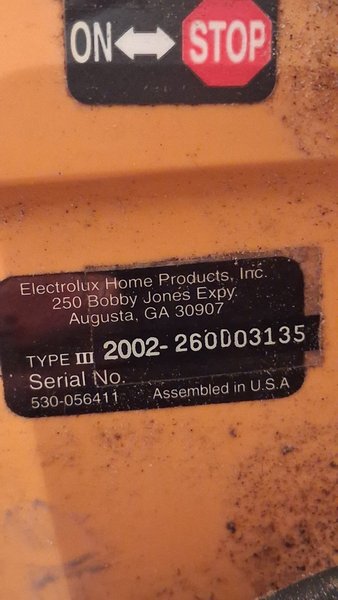 ON STOP
Electrolux Home Products, Inc.
250 Bobby Jones Expy.
Augusta, GA 30907
TYPE III 2002-260D03135
Serial No.
530-056411 Assembled in U.S.A